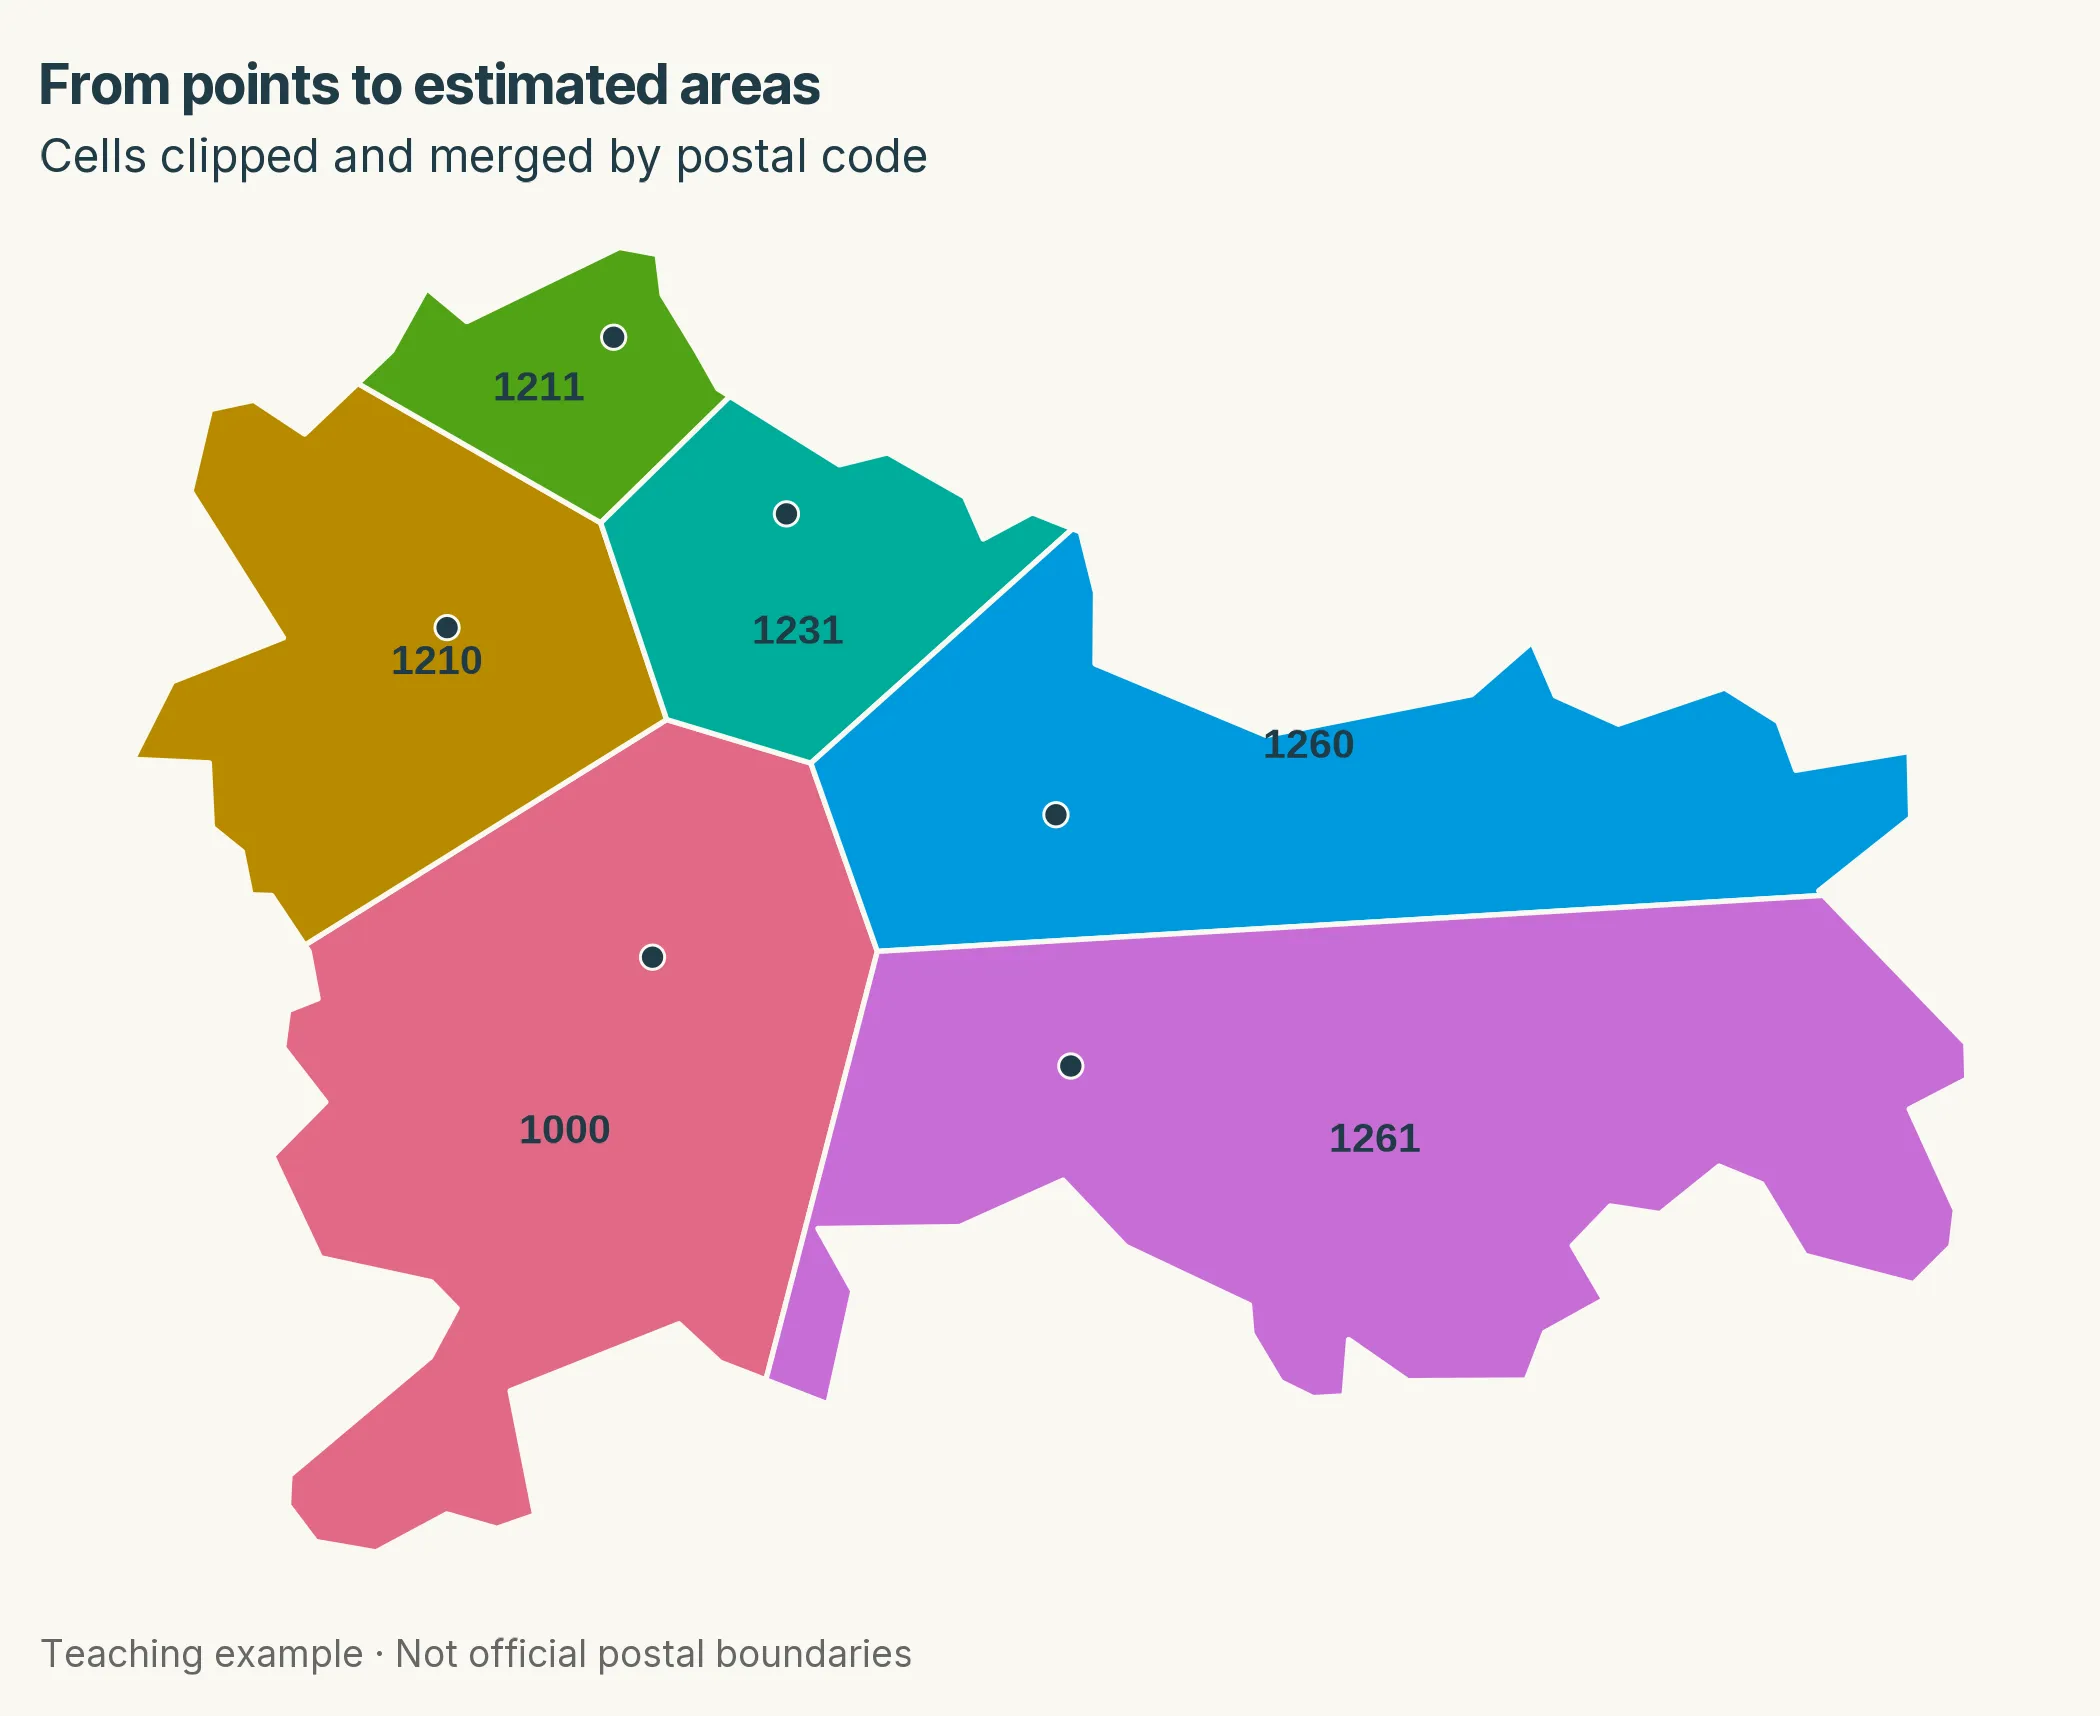 From points to estimated areas
Cells clipped and merged by postal code
1211
1231
1210
1260
1000
1261
Teaching example · Not official postal boundaries